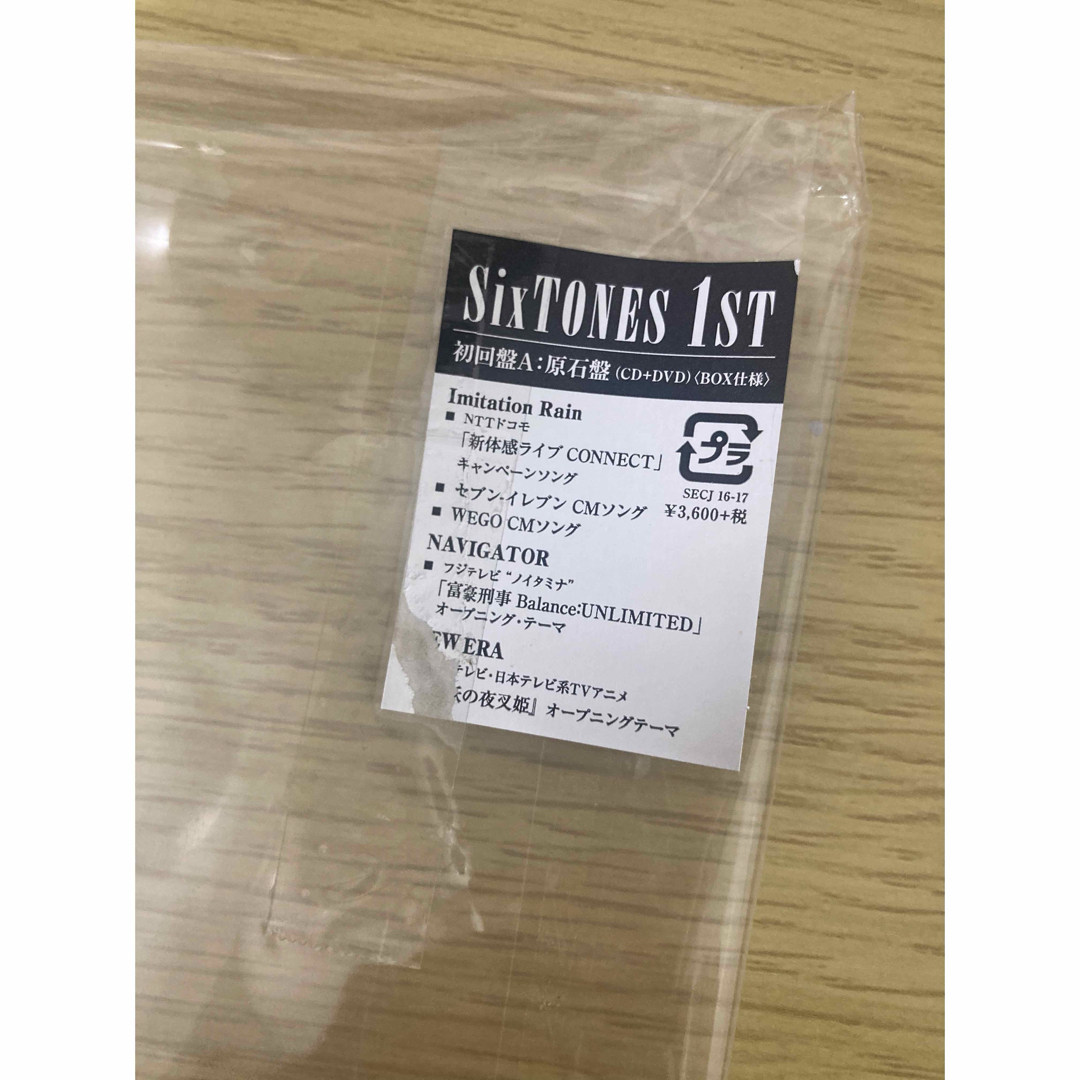 SixTONES 1ST
初回盤A:原石盤(CD+DVD)〈BOX仕様〉
Imitation Rain
■ NTTドコモ
「新体感ライブ CONNECT」
キャンペーンソング
■ セブン-イレブン CMソング
■ WEGO CMソング
プラ
SECJ 16-17
¥3,600+税
NAVIGATOR
■ フジテレビ“ノイタミナ”
「富豪刑事 Balance:UNLIMITED」
オープニング・テーマ
EW ERA
テレビ・日本テレビ系TVアニメ
の夜叉姫』オープニングテーマ